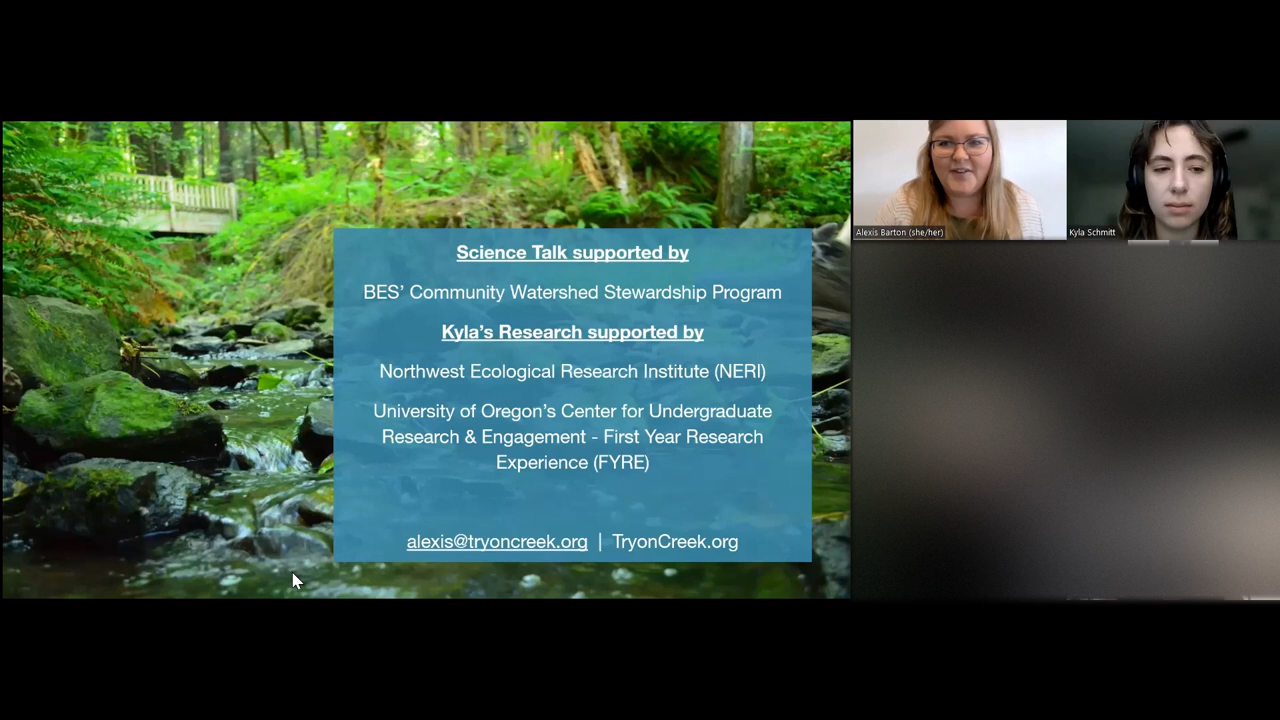 Science Talk supported by
BES’ Community Watershed Stewardship Program
Kyla’s Research supported by
Northwest Ecological Research Institute (NERI)
University of Oregon’s Center for Undergraduate
Research & Engagement - First Year Research
Experience (FYRE)
alexis@tryoncreek.org | TryonCreek.org
Alexis Barton (she/her)
Kyla Schmitt